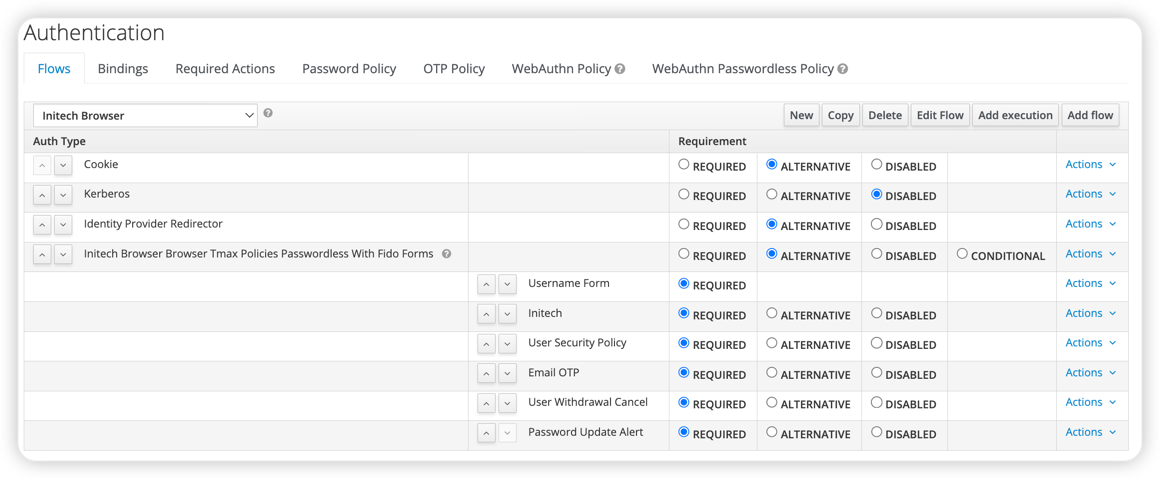 Authentication
Flows Bindings Required Actions Password Policy OTP Policy WebAuthn Policy ? WebAuthn Passwordless Policy ?
Initech Browser ? New Copy Delete Edit Flow Add execution Add flow
Auth Type Requirement
Cookie REQUIRED ALTERNATIVE DISABLED Actions
Kerberos REQUIRED ALTERNATIVE DISABLED Actions
Identity Provider Redirector REQUIRED ALTERNATIVE DISABLED Actions
Initech Browser Browser Tmax Policies Passwordless With Fido Forms ? REQUIRED ALTERNATIVE DISABLED CONDITIONAL Actions
Username Form REQUIRED Actions
Initech REQUIRED ALTERNATIVE DISABLED Actions
User Security Policy REQUIRED ALTERNATIVE DISABLED Actions
Email OTP REQUIRED ALTERNATIVE DISABLED Actions
User Withdrawal Cancel REQUIRED ALTERNATIVE DISABLED Actions
Password Update Alert REQUIRED ALTERNATIVE DISABLED Actions